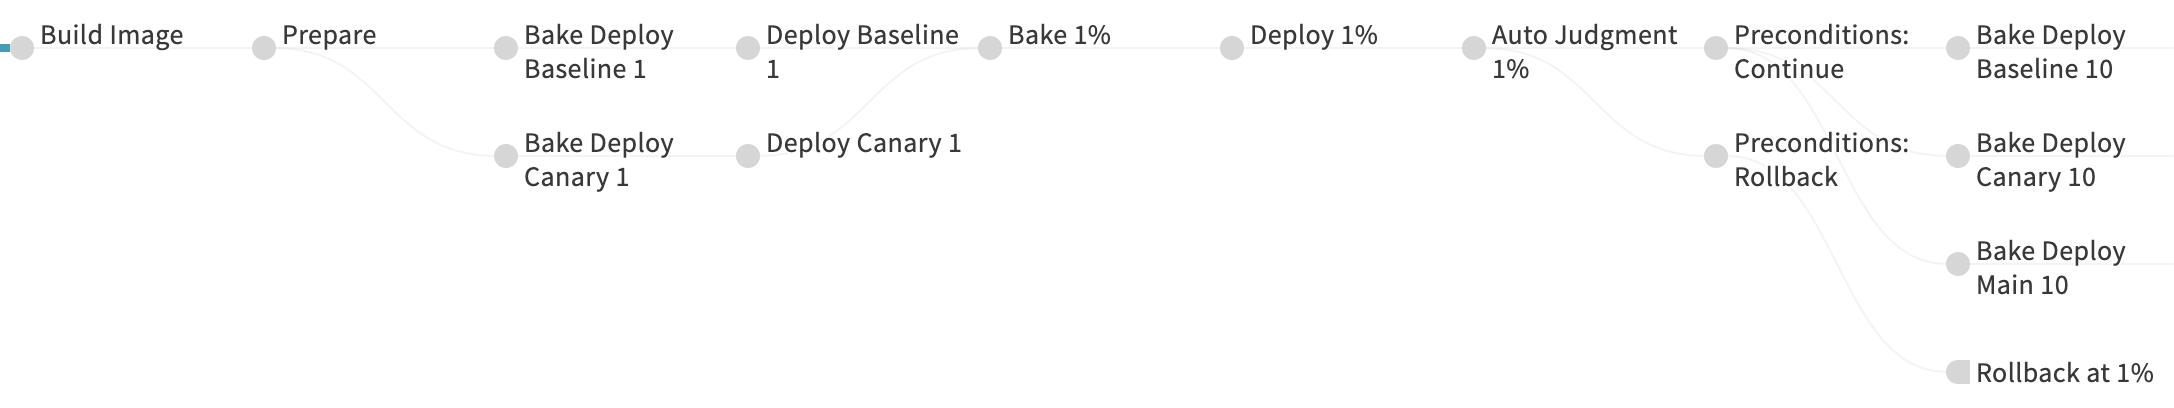 Build Image
Prepare
Bake Deploy
Baseline 1
Deploy Baseline
1
Bake 1%
Deploy 1%
Auto Judgment
1%
Preconditions:
Continue
Bake Deploy
Baseline 10
Bake Deploy
Canary 1
Deploy Canary 1
Preconditions:
Rollback
Bake Deploy
Canary 10
Bake Deploy
Main 10
Rollback at 1%